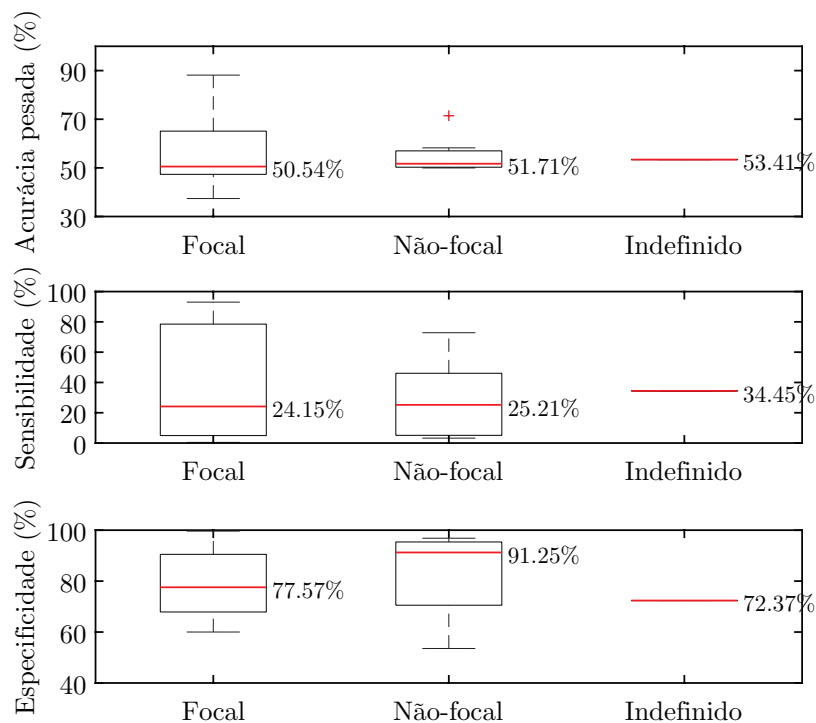 Acurácia pesada (%)
90
70
50
30
50.54%
51.71%
53.41%
Focal
Não-focal
Indefinido
Sensibilidade (%)
100
80
60
40
20
0
24.15%
25.21%
34.45%
Focal
Não-focal
Indefinido
Especificidade (%)
100
80
60
40
77.57%
91.25%
72.37%
Focal
Não-focal
Indefinido